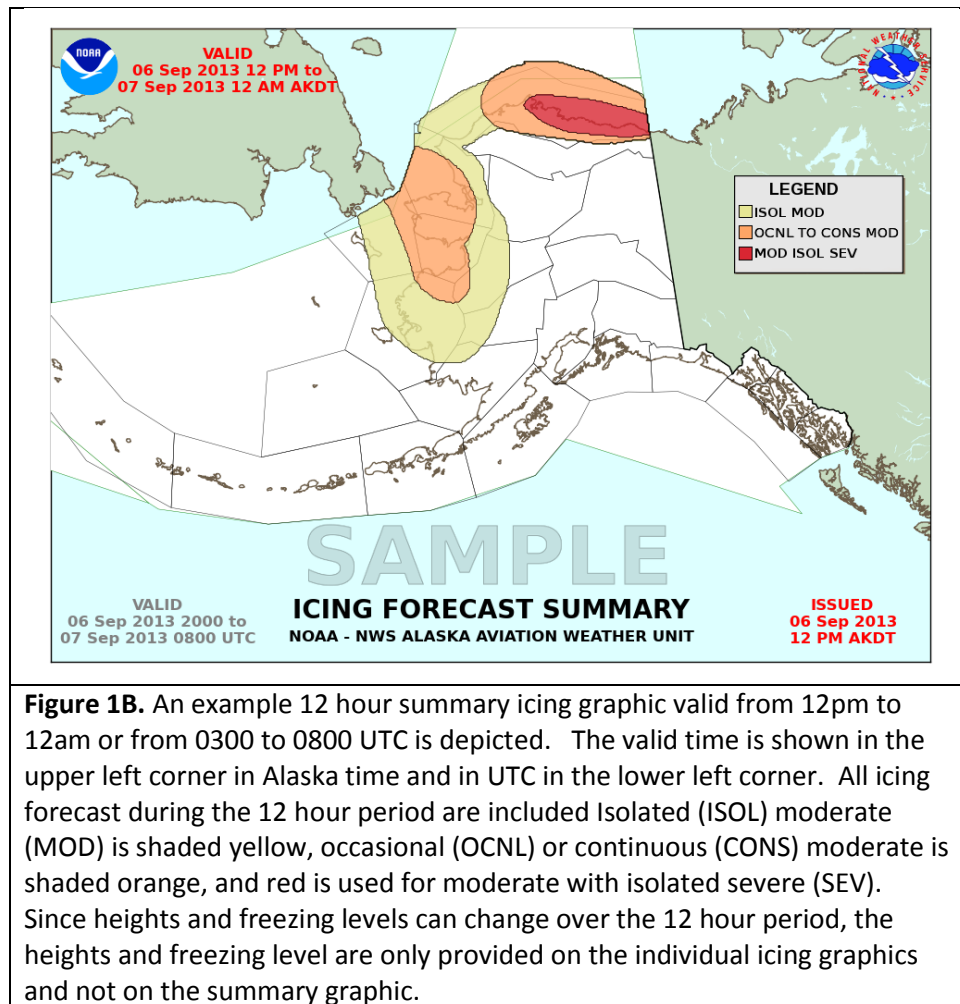 NOAA
VALID
06 Sep 2013 12 PM to
07 Sep 2013 12 AM AKDT
NATIONAL WEATHER SERVICE
LEGEND
ISOL MOD
OCNL TO CONS MOD
MOD ISOL SEV
SAMPLE
VALID
06 Sep 2013 2000 to
07 Sep 2013 0800 UTC
ICING FORECAST SUMMARY
NOAA - NWS ALASKA AVIATION WEATHER UNIT
ISSUED
06 Sep 2013
12 PM AKDT
Figure 1B. An example 12 hour summary icing graphic valid from 12pm to
12am or from 0300 to 0800 UTC is depicted.   The valid time is shown in the
upper left corner in Alaska time and in UTC in the lower left corner.  All icing
forecast during the 12 hour period are included Isolated (ISOL) moderate
(MOD) is shaded yellow, occasional (OCNL) or continuous (CONS) moderate is
shaded orange, and red is used for moderate with isolated severe (SEV).
Since heights and freezing levels can change over the 12 hour period, the
heights and freezing level are only provided on the individual icing graphics
and not on the summary graphic.